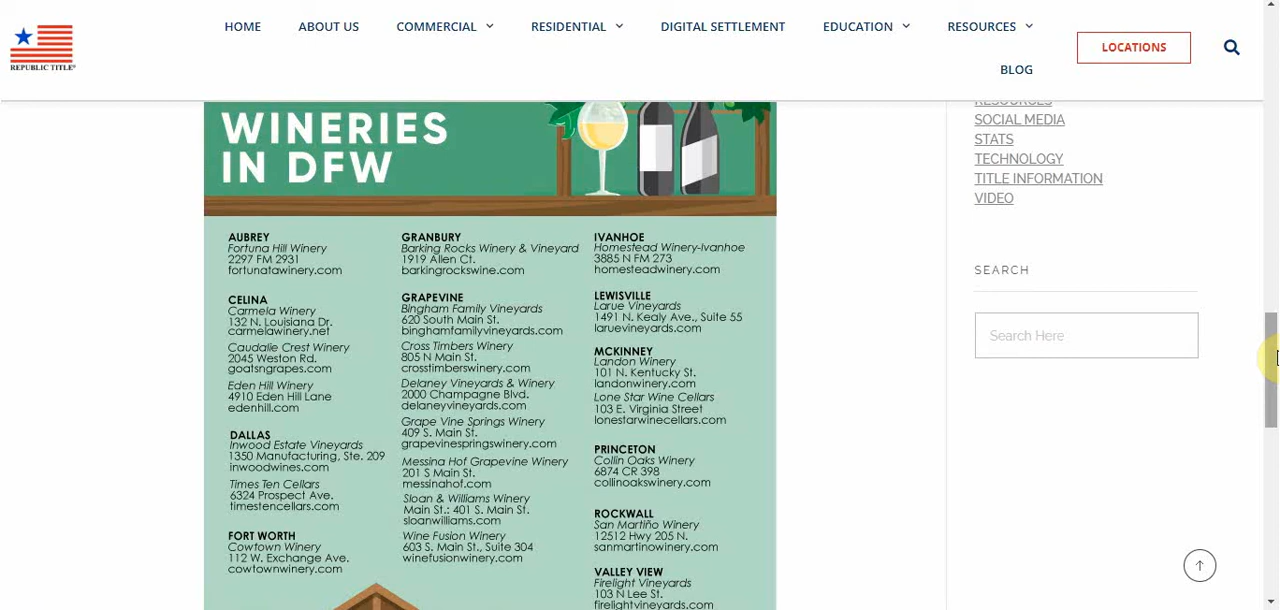 REPUBLIC TITLE®
HOME
ABOUT US
COMMERCIAL
RESIDENTIAL
DIGITAL SETTLEMENT
EDUCATION
RESOURCES
BLOG
LOCATIONS
WINERIES
IN DFW
AUBREY
Fortuna Hill Winery
2297 FM 2931
fortunatawinery.com
CELINA
Carmela Winery
132 N. Louisiana Dr.
carmelawinery.net
Caudalie Crest Winery
2045 Weston Rd.
goatsngrapes.com
Eden Hill Winery
4910 Eden Hill Lane
edenhill.com
DALLAS
Inwood Estate Vineyards
1350 Manufacturing, Ste. 209
inwoodwines.com
Times Ten Cellars
6324 Prospect Ave.
timestencellars.com
FORT WORTH
Cowtown Winery
112 W. Exchange Ave.
cowtownwinery.com
GRANBURY
Barking Rocks Winery & Vineyard
1919 Allen Ct.
barkingrockswine.com
GRAPEVINE
Bingham Family Vineyards
620 South Main St.
binghamfamilyvineyards.com
Cross Timbers Winery
805 N Main St.
crosstimberswinery.com
Delaney Vineyards & Winery
2000 Champagne Blvd.
delaneyvineyards.com
Grape Vine Springs Winery
409 S. Main St.
grapevinespringswinery.com
Messina Hof Grapevine Winery
201 S Main St.
messinahof.com
Sloan & Williams Winery
Main St.: 401 S. Main St.
sloanwilliams.com
Wine Fusion Winery
603 S. Main St., Suite 304
winefusionwinery.com
IVANHOE
Homestead Winery-Ivanhoe
3885 N FM 273
homesteadwinery.com
LEWISVILLE
Larue Vineyards
1491 N. Kealy Ave., Suite 55
laruevineyards.com
MCKINNEY
Landon Winery
101 N. Kentucky St.
landonwinery.com
Lone Star Wine Cellars
103 E. Virginia Street
lonestarwinecellars.com
PRINCETON
Collin Oaks Winery
6874 CR 398
collinoakswinery.com
ROCKWALL
San Martiño Winery
12512 Hwy 205 N.
sanmartinowinery.com
VALLEY VIEW
Firelight Vineyards
103 N Lee St.
firelightvineyards.com
RESOURCES
SOCIAL MEDIA
STATS
TECHNOLOGY
TITLE INFORMATION
VIDEO
SEARCH
Search Here